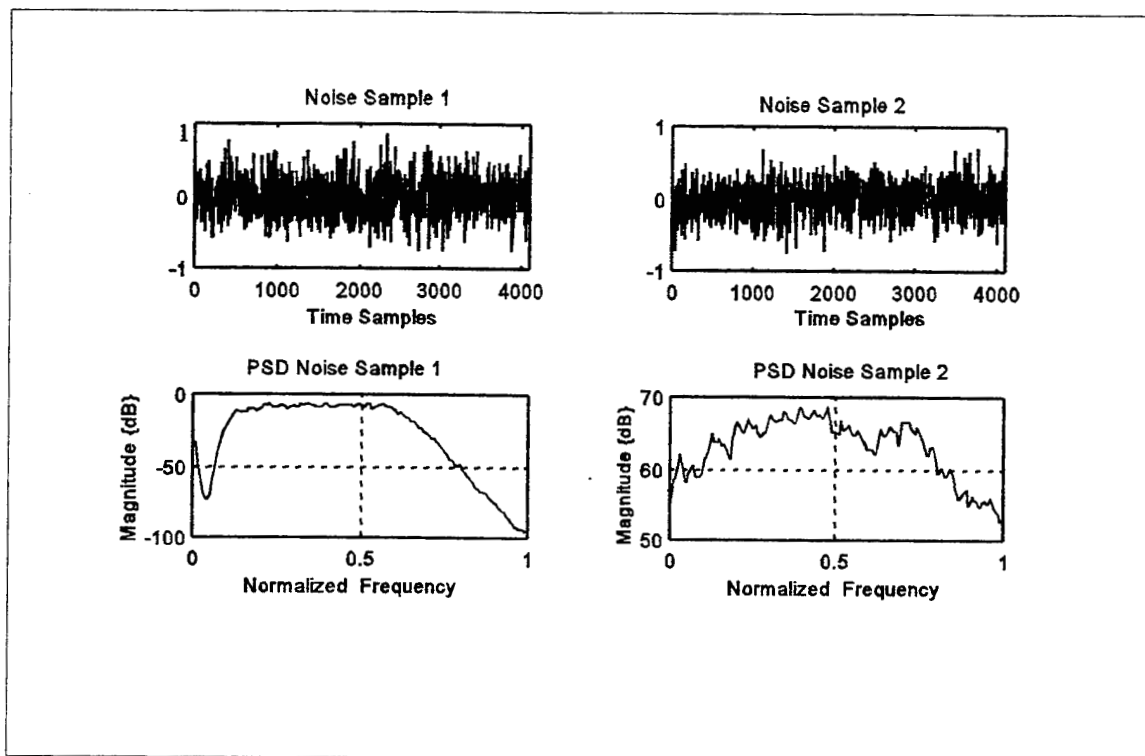 Noise Sample 1
1
0
-1
0 1000 2000 3000 4000
Time Samples
Noise Sample 2
1
0
-1
0 1000 2000 3000 4000
Time Samples
PSD Noise Sample 1
Magnitude {dB}
0
-50
-100
0 0.5 1
Normalized Frequency
PSD Noise Sample 2
Magnitude {dB}
70
60
50
0 0.5 1
Normalized Frequency